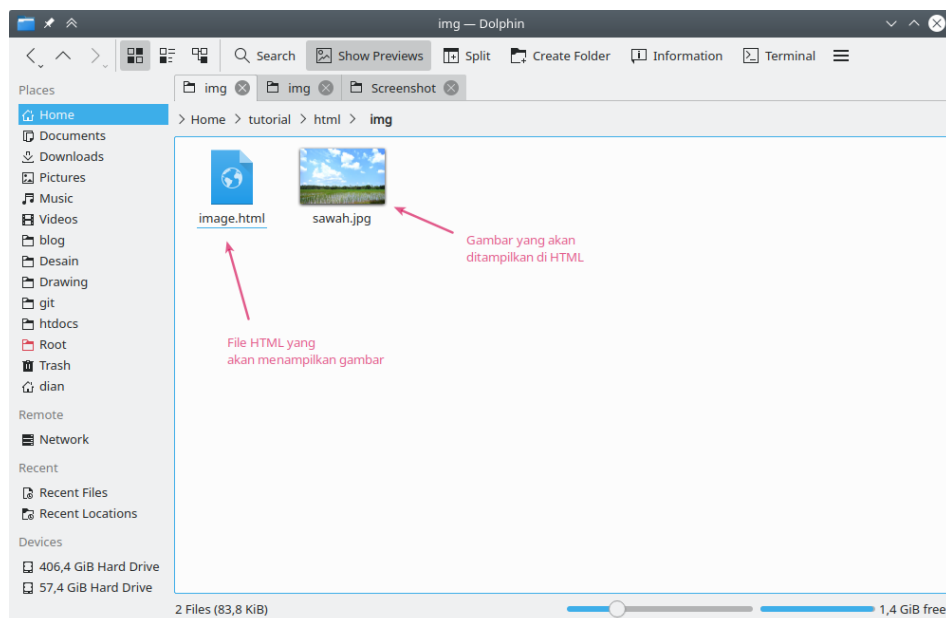 img — Dolphin
Search Show Previews Split Create Folder Information Terminal
Places
img img Screenshot
Home
> Home > tutorial > html > img
Documents
Downloads
Pictures
Music
Videos
blog
Desain
Drawing
git
htdocs
Root
Trash
dian
Remote
Network
Recent
Recent Files
Recent Locations
Devices
406,4 GiB Hard Drive
57,4 GiB Hard Drive
image.html sawah.jpg
Gambar yang akan
ditampilkan di HTML
File HTML yang
akan menampilkan gambar
2 Files (83,8 KiB) 1,4 GiB free